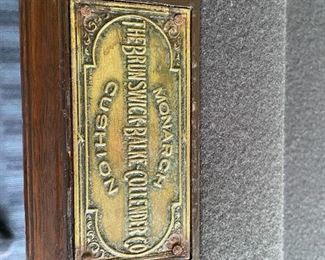 MONARCH
THE BRUNSWICK-BALKE-COLLENDER CO
CUSHION